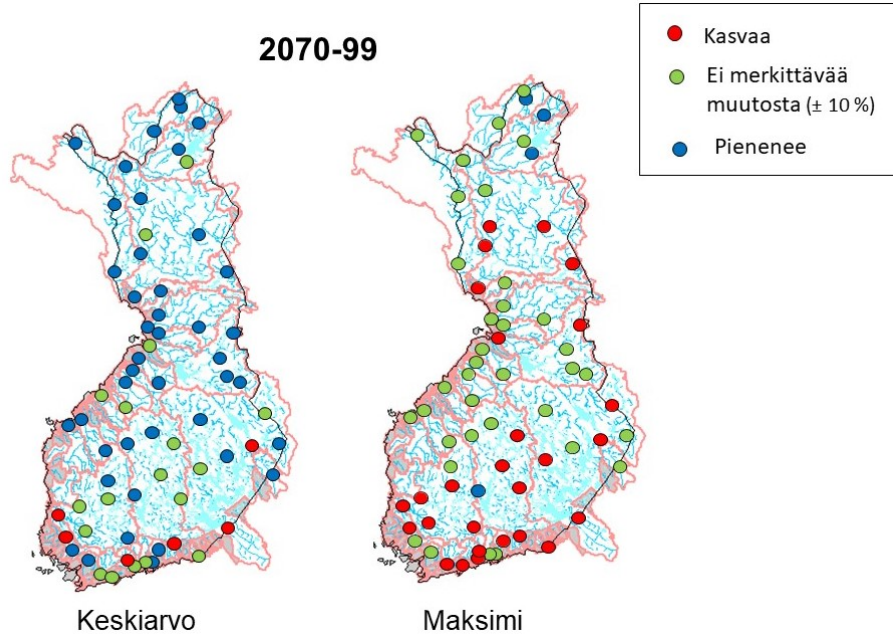 2070-99
Kasvaa
Ei merkittävää
muutosta (± 10 %)
Pienenee
Keskiarvo
Maksimi